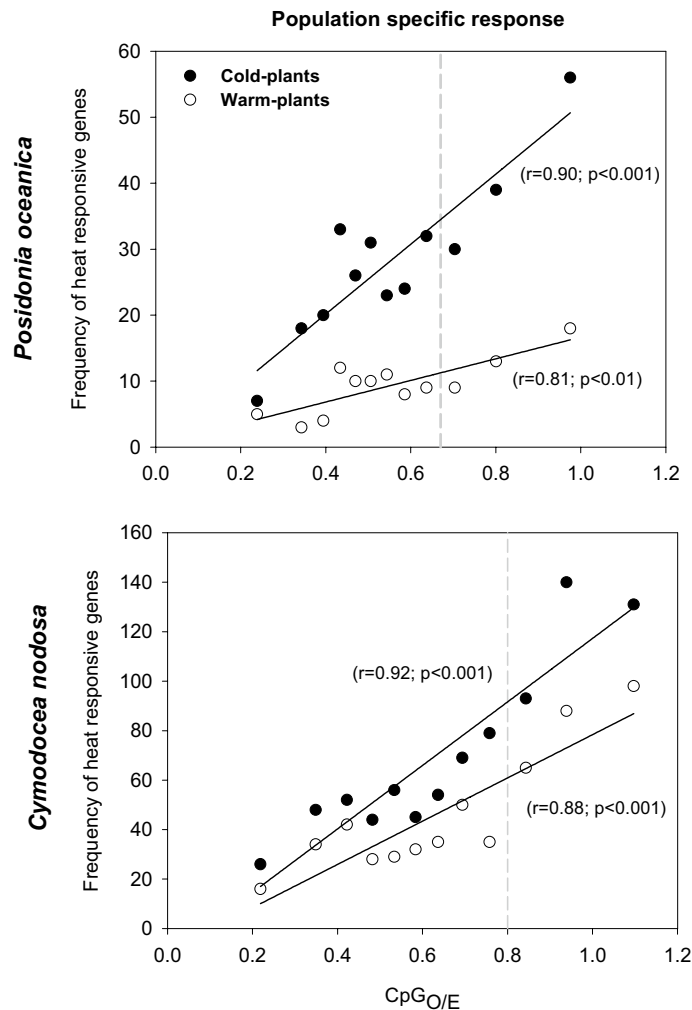 Population specific response
Posidonia oceanica
Frequency of heat responsive genes
60
50
40
30
20
10
0
Cold-plants
Warm-plants
(r=0.90; p<0.001)
(r=0.81; p<0.01)
0.0 0.2 0.4 0.6 0.8 1.0 1.2
Cymodocea nodosa
Frequency of heat responsive genes
160
140
120
100
80
60
40
20
0
(r=0.92; p<0.001)
(r=0.88; p<0.001)
0.0 0.2 0.4 0.6 0.8 1.0 1.2
CpGO/E